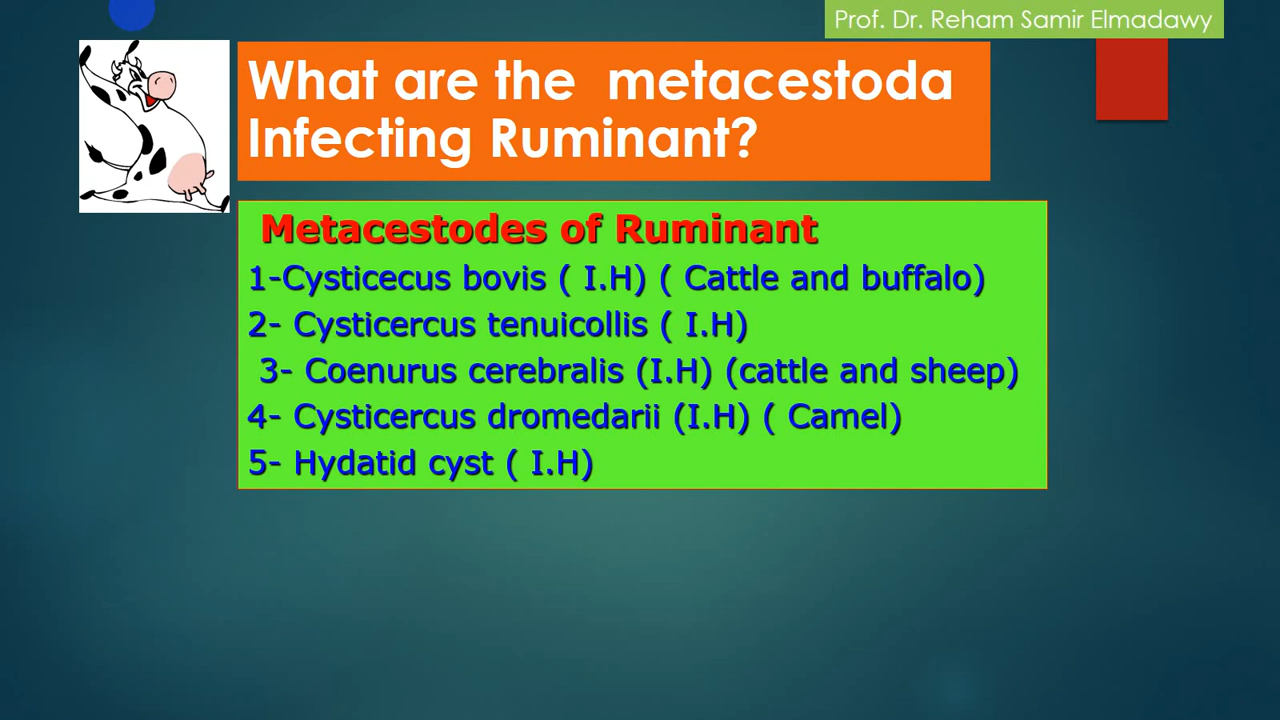 Prof. Dr. Reham Samir Elmadawy
What are the metacestoda
Infecting Ruminant?
Metacestodes of Ruminant
1-Cysticecus bovis ( I.H) ( Cattle and buffalo)
2- Cysticercus tenuicollis ( I.H)
3- Coenurus cerebralis (I.H) (cattle and sheep)
4- Cysticercus dromedarii (I.H) ( Camel)
5- Hydatid cyst ( I.H)